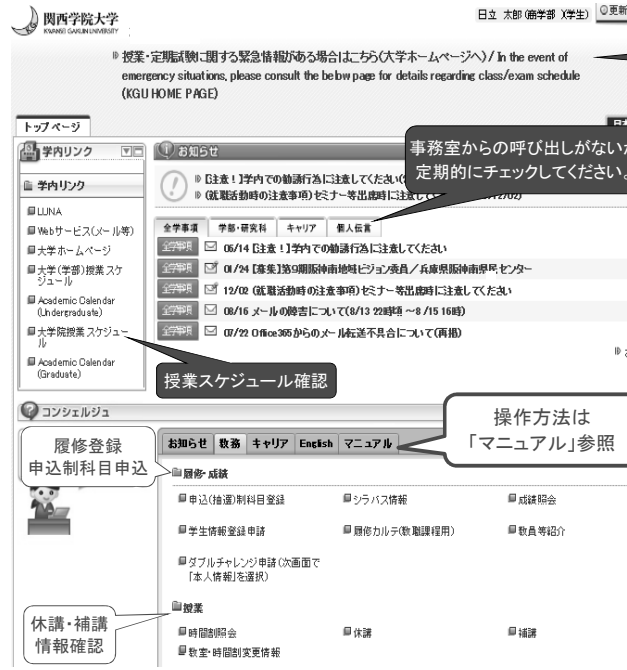 関西学院大学
KWANSEI GAKUIN UNIVERSITY
日立 太郎 (商学部 )(学生)
更新
授業・定期試験に関する緊急情報がある場合はこちら(大学ホームページへ) / In the event of
emergency situations, please consult the below page for details regarding class/exam schedule
(KGU HOME PAGE)
トップページ
学内リンク
学内リンク
LUNA
Webサービス(メール等)
大学ホームページ
大学(学部)授業スケ
ジュール
Academic Calendar
(Undergraduate)
大学院授業スケジュー
ル
Academic Calendar
(Graduate)
お知らせ
事務室からの呼び出しがないか
定期的にチェックしてください。
【注意!】学内での勧誘行為に注意してください
(就職活動時の注意事項)セミナー等出席時に注意して
12/02)
全学事項
学部・研究科
キャリア
個人伝言
全学事項 05/14 【注意!】学内での勧誘行為に注意してください
全学事項 01/24 【募集】第9期阪神南地域ビジョン委員/兵庫県阪神南県民センター
全学事項 12/02 (就職活動時の注意事項)セミナー等出席時に注意してください
全学事項 08/16 メールの障害について(8/13 22時頃 ～8 /15 16時)
全学事項 07/22 Office365からのメール転送不具合について(再掲)
授業スケジュール確認
コンシェルジュ
操作方法は
「マニュアル」参照
履修登録
申込制科目申込
お知らせ
教務
キャリア
English
マニュアル
履修・成績
申込(抽選)制科目登録
シラバス情報
成績照会
学生情報登録申請
履修カルテ(教職課程用)
教員等紹介
ダブルチャレンジ申請(次画面で
「本人情報」を選択)
授業
休講・補講
情報確認
時間割照会
休講
補講
教室・時間割変更情報